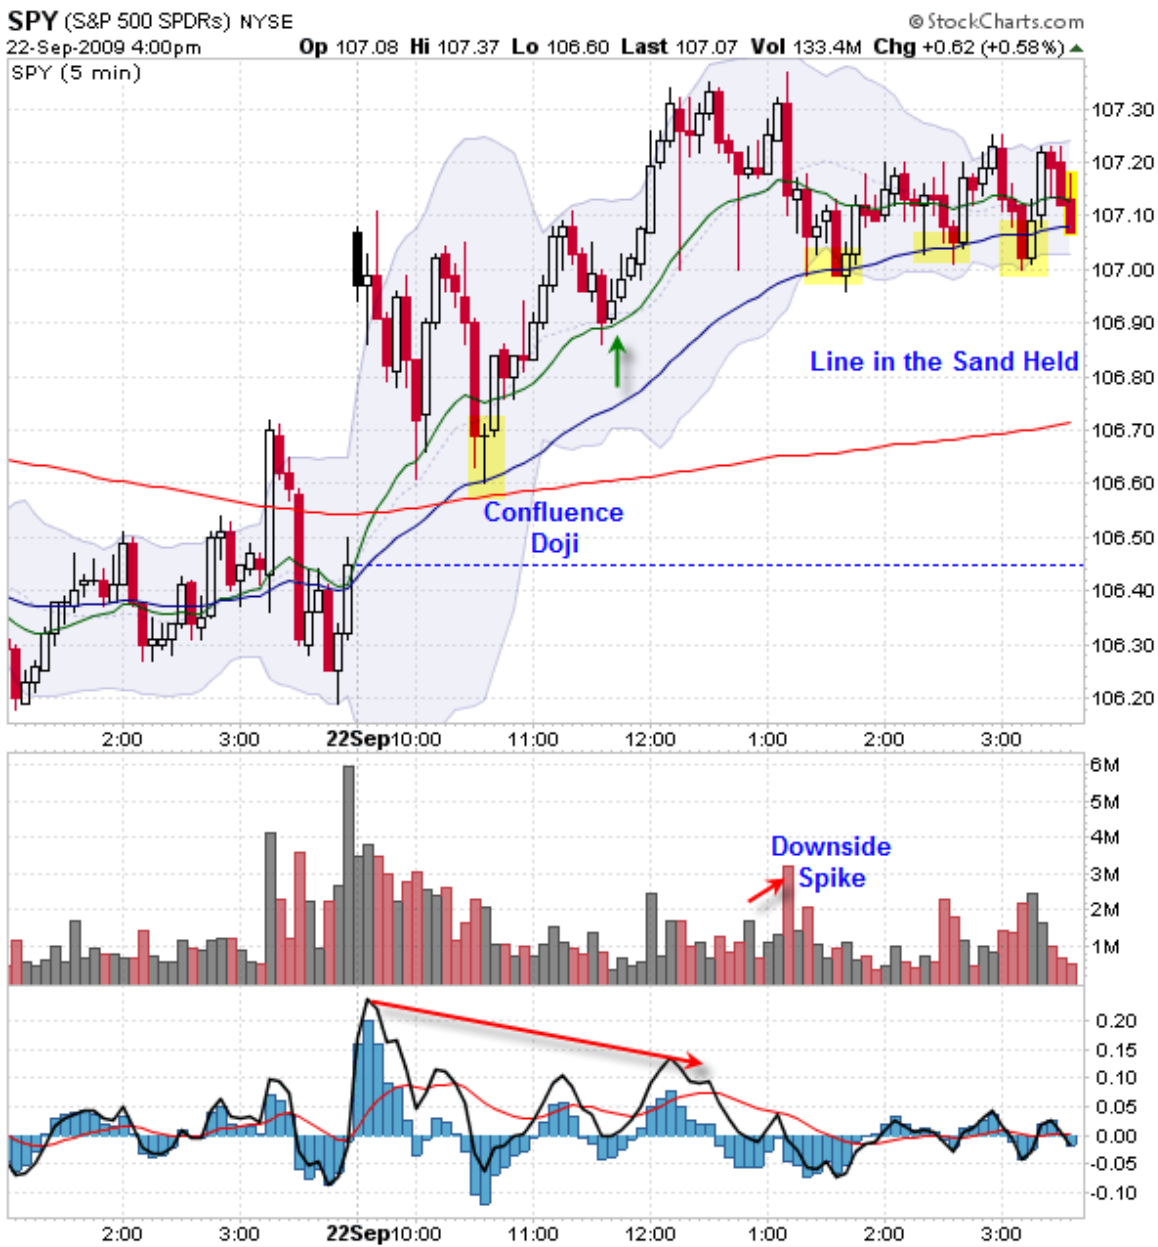 SPY (S&P 500 SPDRs) NYSE © StockCharts.com
22-Sep-2009 4:00pm Op 107.08 Hi 107.37 Lo 106.60 Last 107.07 Vol 133.4M Chg +0.62 (+0.58%)
SPY (5 min)
107.30
107.20
107.10
107.00
106.90
Line in the Sand Held
106.80
106.70
106.60
Confluence
Doji
106.50
106.40
106.30
106.20
2:00 3:00 22Sep 10:00 11:00 12:00 1:00 2:00 3:00
6M
5M
4M
Downside
Spike
3M
2M
1M
0.20
0.15
0.10
0.05
0.00
-0.05
-0.10
2:00 3:00 22Sep 10:00 11:00 12:00 1:00 2:00 3:00